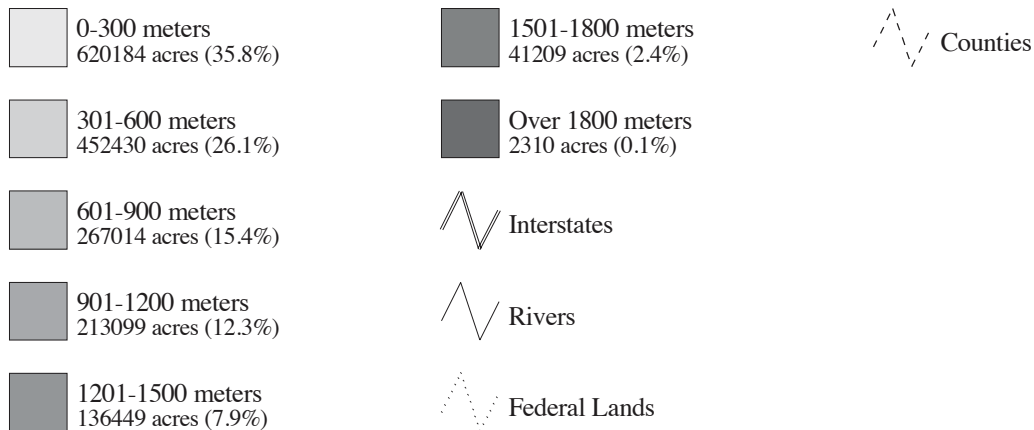 0-300 meters
620184 acres (35.8%)
301-600 meters
452430 acres (26.1%)
601-900 meters
267014 acres (15.4%)
901-1200 meters
213099 acres (12.3%)
1201-1500 meters
136449 acres (7.9%)
1501-1800 meters
41209 acres (2.4%)
Over 1800 meters
2310 acres (0.1%)
Interstates
Rivers
Federal Lands
Counties